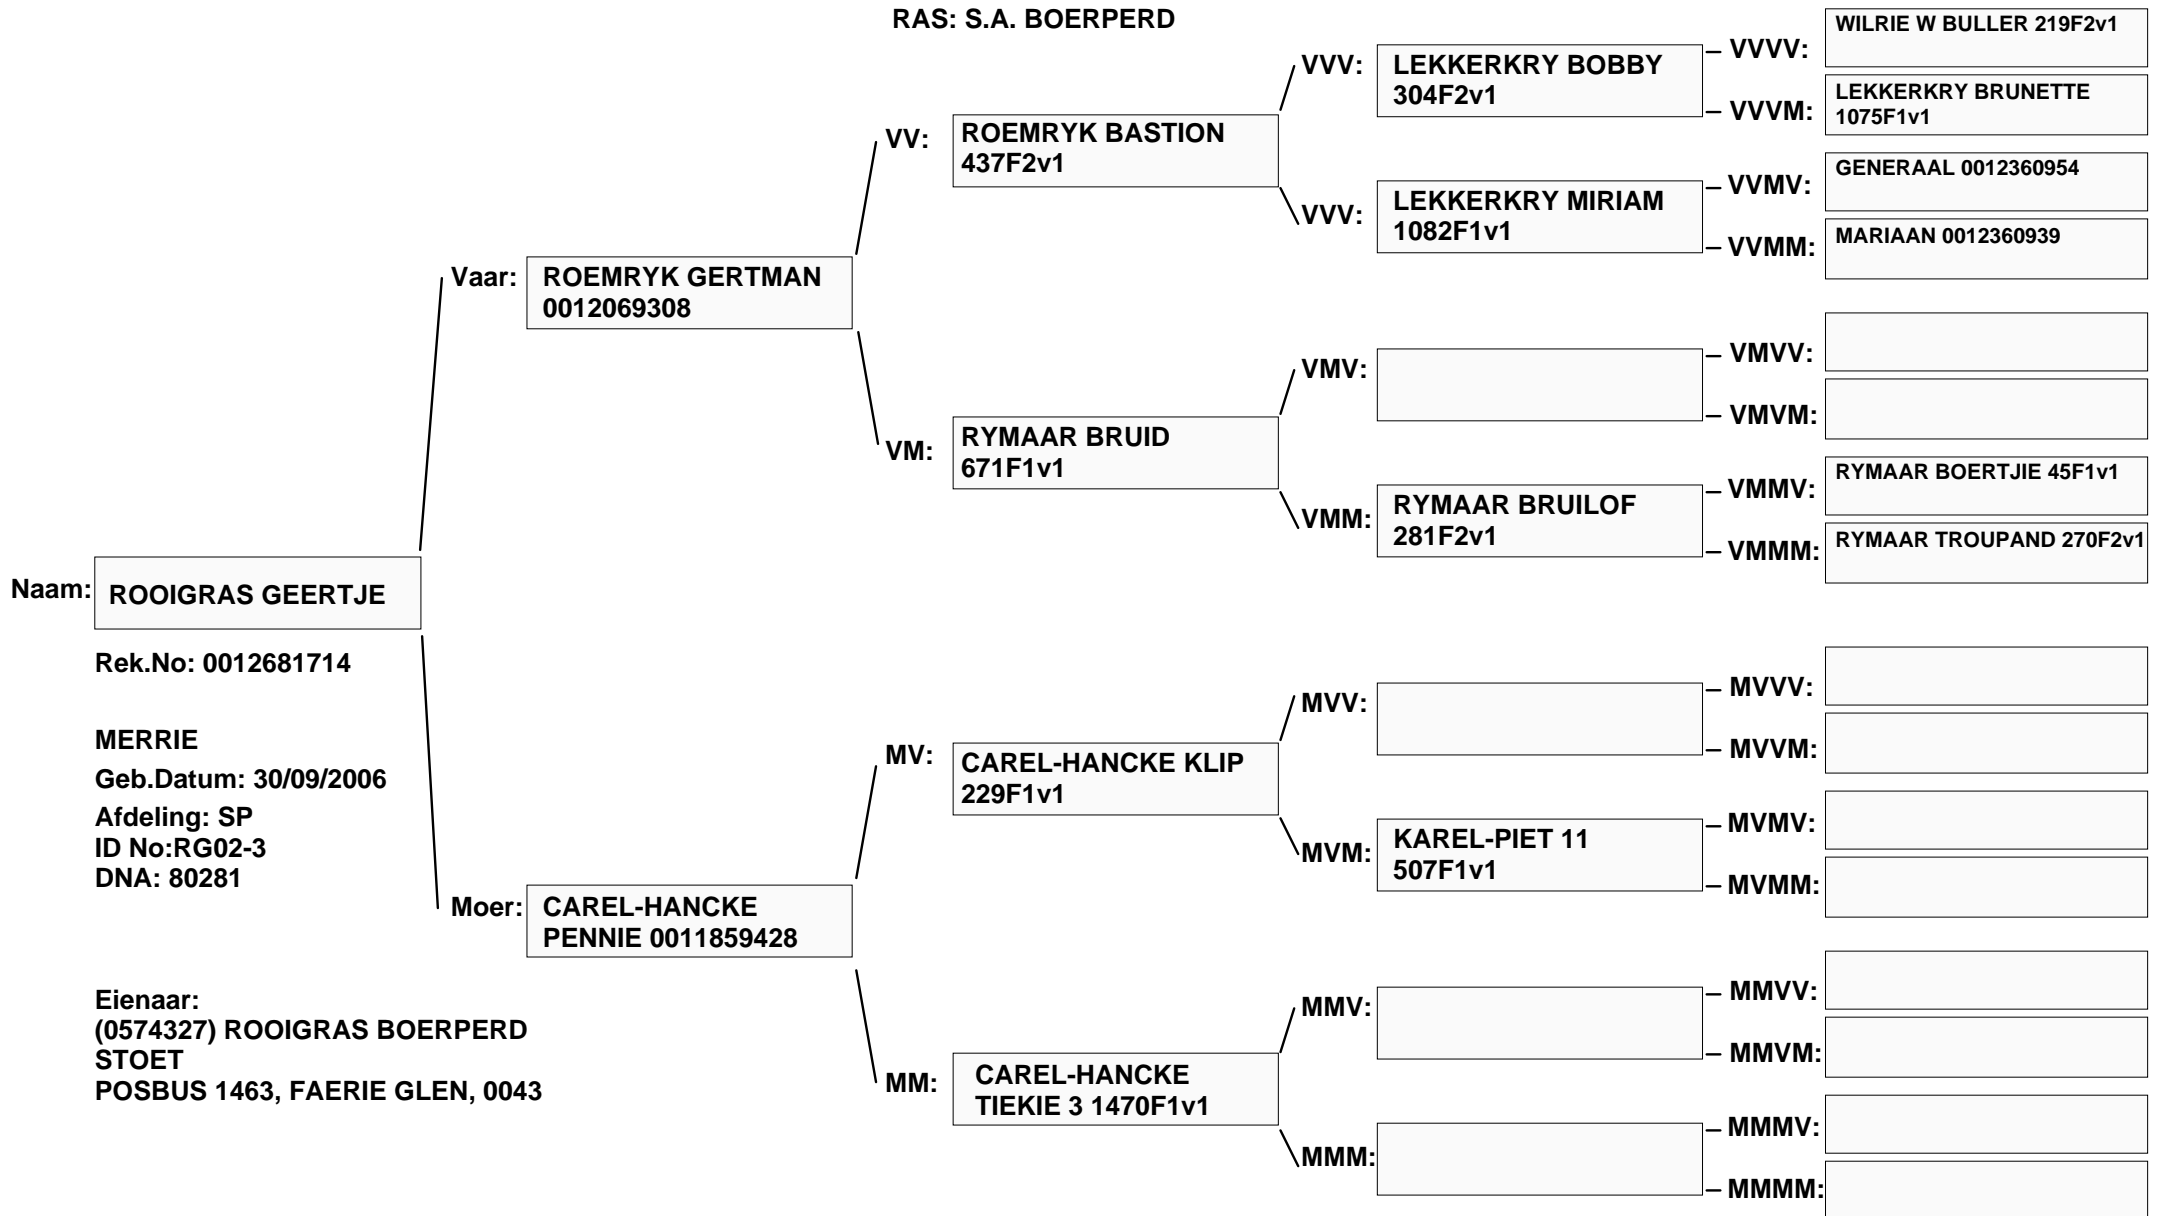 RAS: S.A. BOERPERD
Naam: ROOIGRAS GEERTJE
Rek.No: 0012681714
MERRIE
Geb.Datum: 30/09/2006
Afdeling: SP
ID No:RG02-3
DNA: 80281
Eienaar:
(0574327) ROOIGRAS BOERPERD
STOET
POSBUS 1463, FAERIE GLEN, 0043
Vaar: ROEMRYK GERTMAN
0012069308
Moer: CAREL-HANCKE
PENNIE 0011859428
VV: ROEMRYK BASTION
437F2v1
VM: RYMAAR BRUID
671F1v1
MV: CAREL-HANCKE KLIP
229F1v1
MM: CAREL-HANCKE
TIEKIE 3 1470F1v1
VVV: LEKKERKRY BOBBY
304F2v1
VVV: LEKKERKRY MIRIAM
1082F1v1
VMV:
VMM: RYMAAR BRUILOF
281F2v1
MVV:
MVM: KAREL-PIET 11
507F1v1
MMV:
MMM:
– VVVV: WILRIE W BULLER 219F2v1
– VVVM: LEKKERKRY BRUNETTE
1075F1v1
– VVMV: GENERAAL 0012360954
– VVMM: MARIAAN 0012360939
– VMVV:
– VMVM:
– VMMV: RYMAAR BOERTJIE 45F1v1
– VMMM: RYMAAR TROUPAND 270F2v1
– MVVV:
– MVVM:
– MVMV:
– MVMM:
– MMVV:
– MMVM:
– MMMV:
– MMMM: